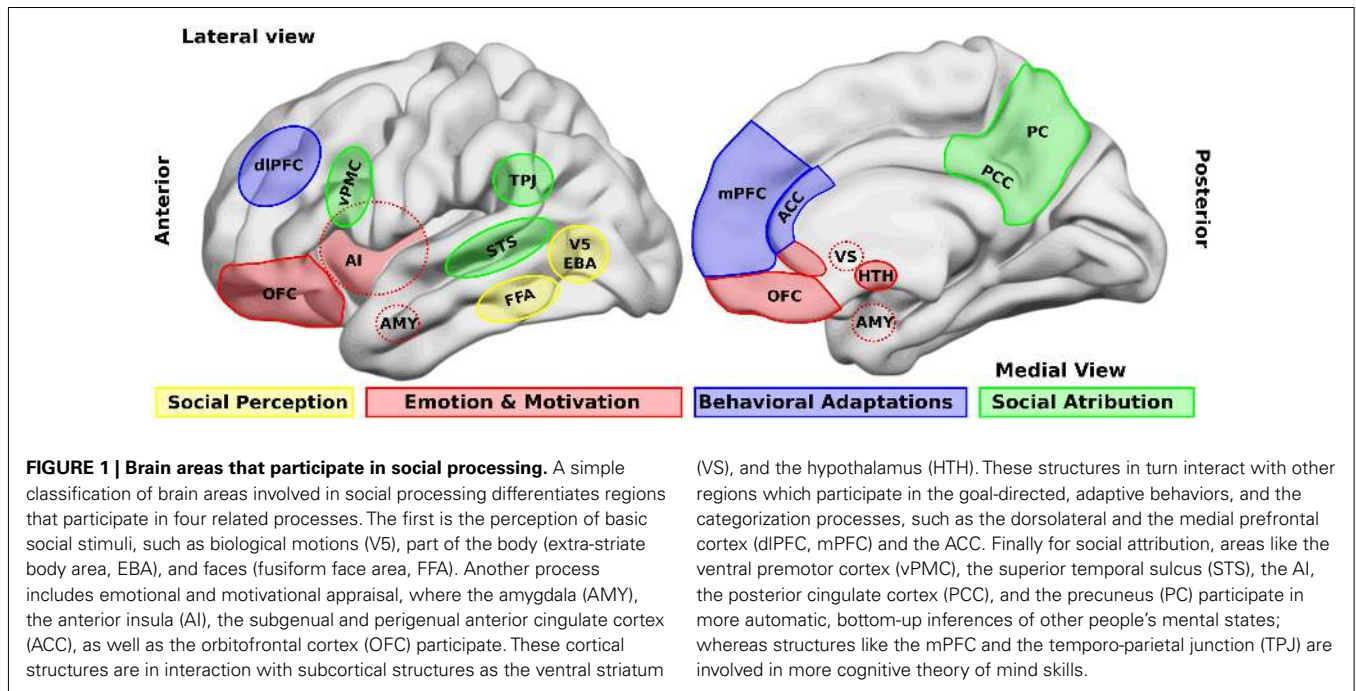 Lateral view
Anterior
dlPFC
vPMC
TPJ
STS
V5
EBA
AI
OFC
FFA
AMY
mPFC
ACC
PC
PCC
VS
HTH
OFC
AMY
Posterior
Medial View
Social Perception
Emotion & Motivation
Behavioral Adaptations
Social Atribution
FIGURE 1 | Brain areas that participate in social processing. A simple
classification of brain areas involved in social processing differentiates regions
that participate in four related processes. The first is the perception of basic
social stimuli, such as biological motions (V5), part of the body (extra-striate
body area, EBA), and faces (fusiform face area, FFA). Another process
includes emotional and motivational appraisal, where the amygdala (AMY),
the anterior insula (AI), the subgenual and perigenual anterior cingulate cortex
(ACC), as well as the orbitofrontal cortex (OFC) participate. These cortical
structures are in interaction with subcortical structures as the ventral striatum
(VS), and the hypothalamus (HTH). These structures in turn interact with other
regions which participate in the goal-directed, adaptive behaviors, and the
categorization processes, such as the dorsolateral and the medial prefrontal
cortex (dlPFC, mPFC) and the ACC. Finally for social attribution, areas like the
ventral premotor cortex (vPMC), the superior temporal sulcus (STS), the AI,
the posterior cingulate cortex (PCC), and the precuneus (PC) participate in
more automatic, bottom-up inferences of other people's mental states;
whereas structures like the mPFC and the temporo-parietal junction (TPJ) are
involved in more cognitive theory of mind skills.